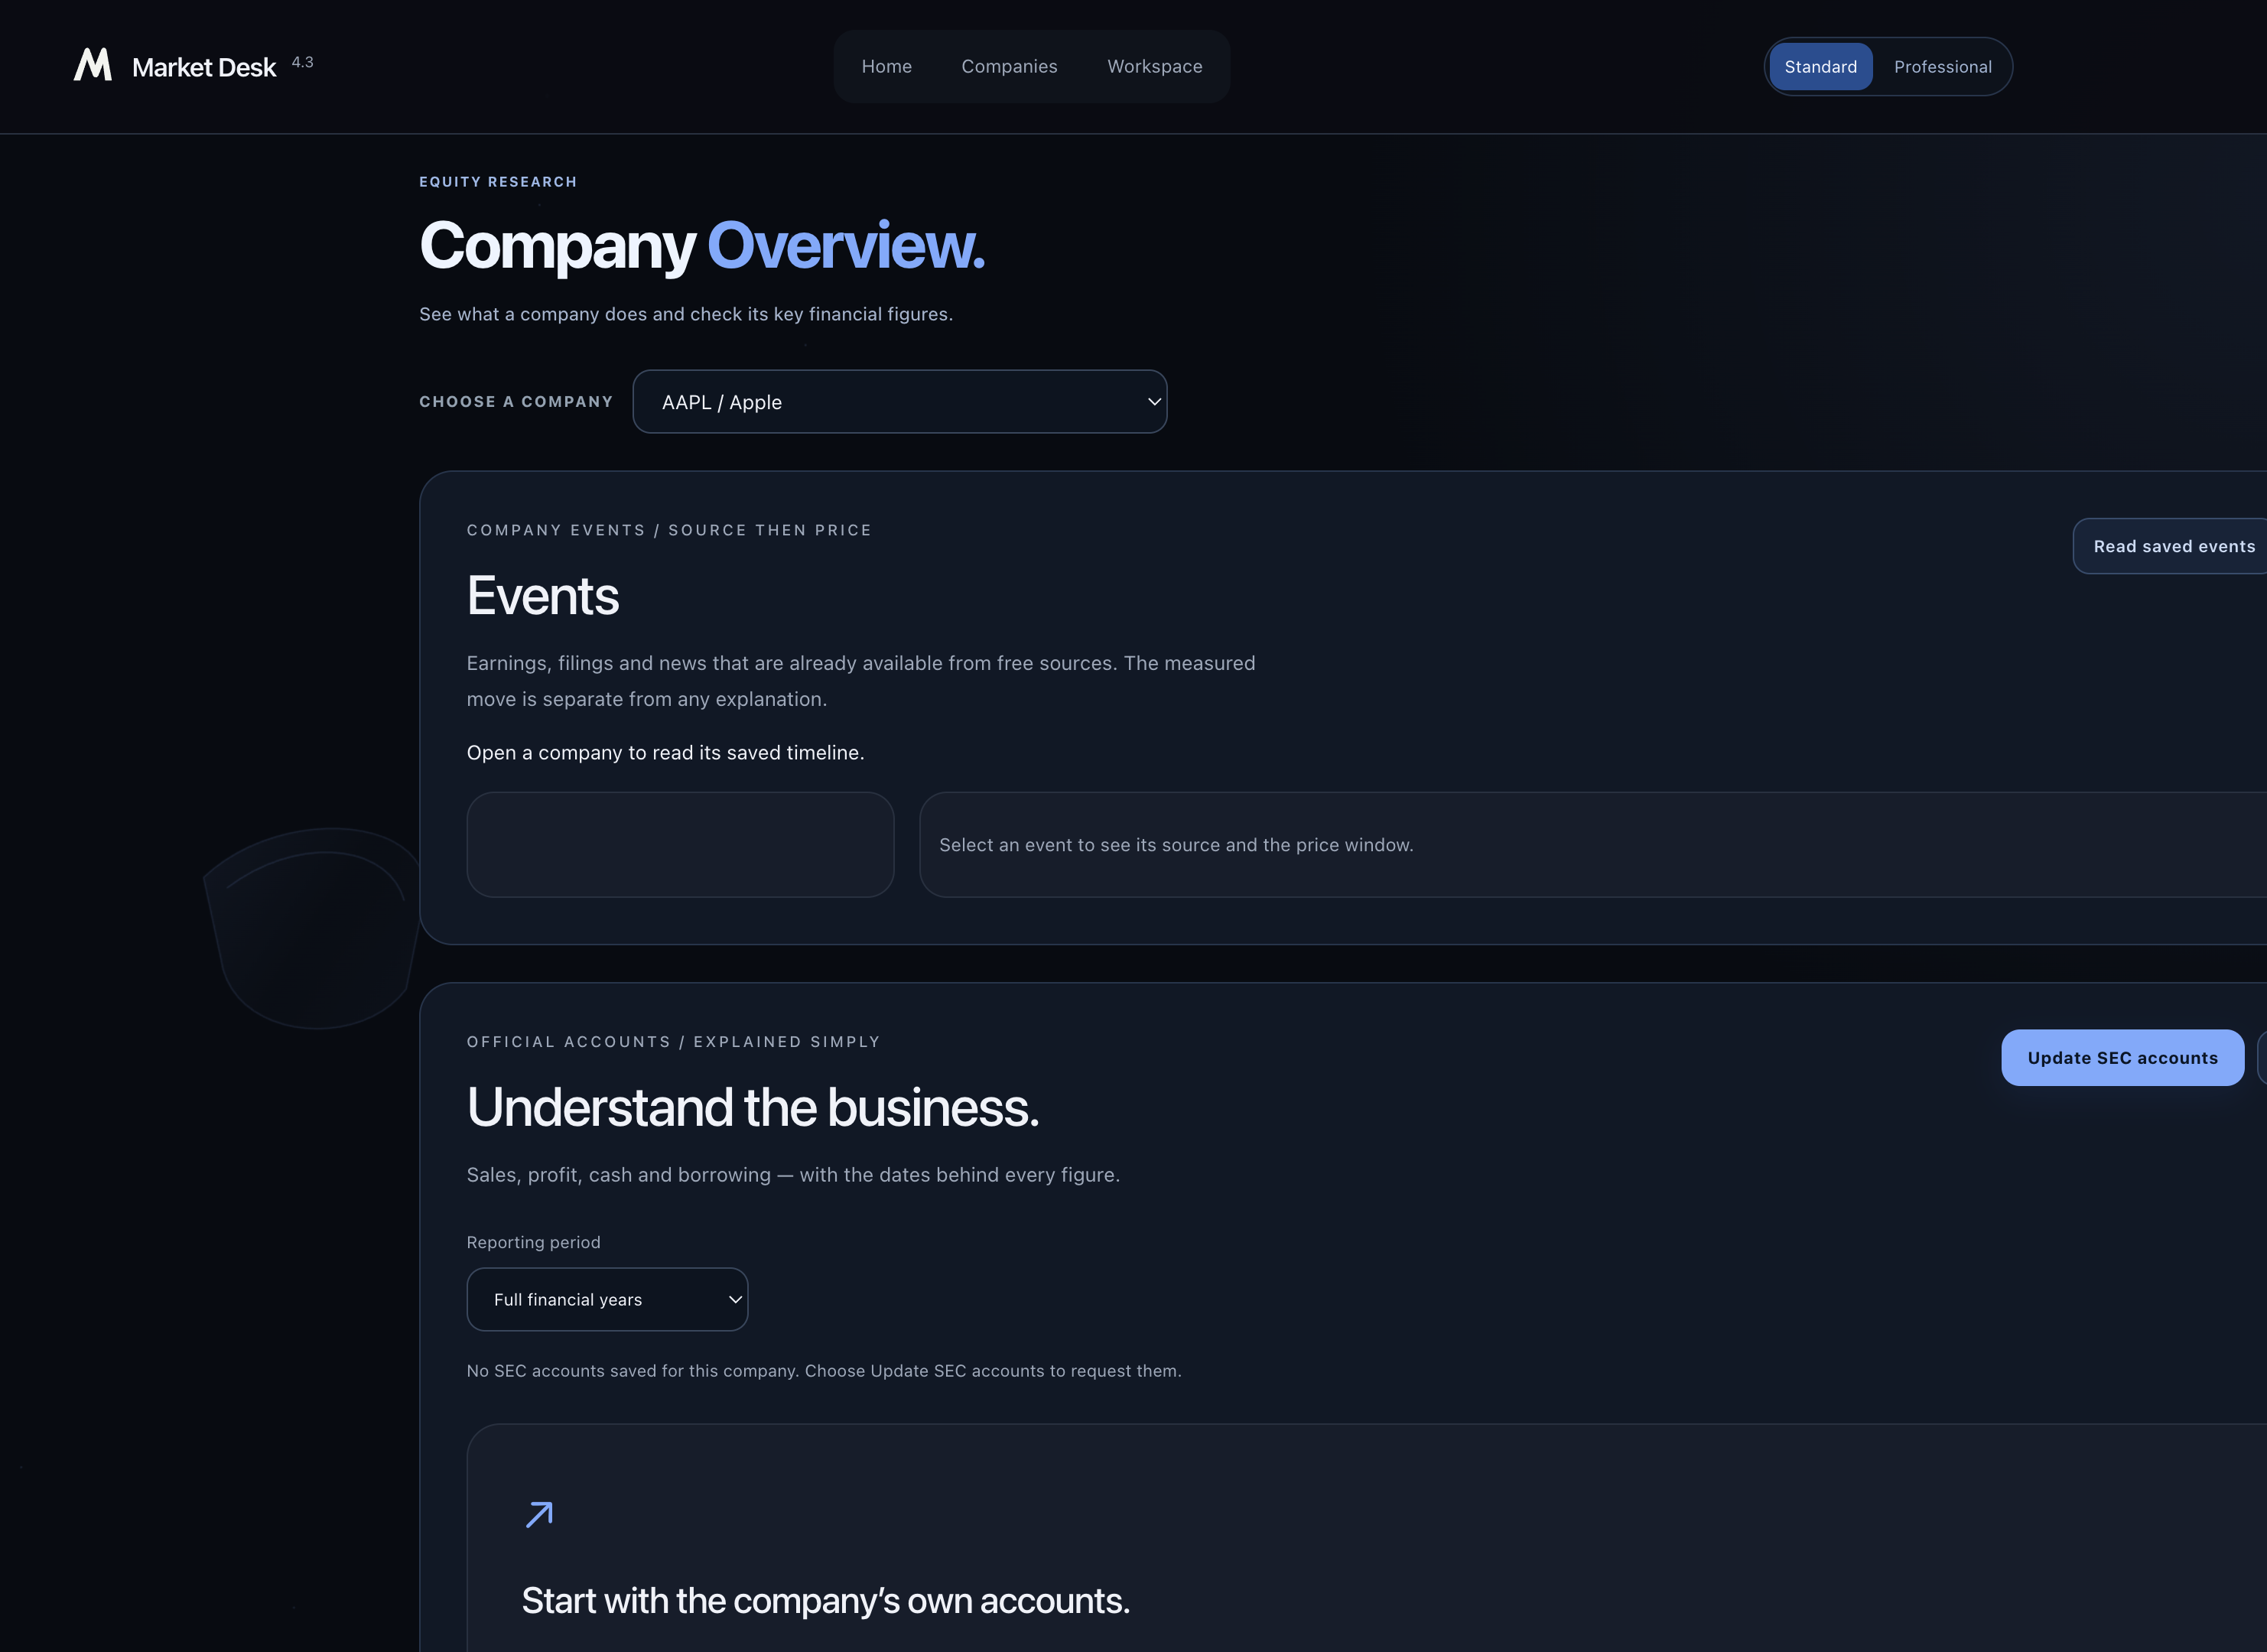 Market Desk 4.3
Home Companies Workspace
Standard Professional
EQUITY RESEARCH
Company Overview.
See what a company does and check its key financial figures.
CHOOSE A COMPANY AAPL / Apple
COMPANY EVENTS / SOURCE THEN PRICE
Read saved events
Events
Earnings, filings and news that are already available from free sources. The measured
move is separate from any explanation.
Open a company to read its saved timeline.
Select an event to see its source and the price window.
OFFICIAL ACCOUNTS / EXPLAINED SIMPLY
Update SEC accounts
Understand the business.
Sales, profit, cash and borrowing — with the dates behind every figure.
Reporting period
Full financial years
No SEC accounts saved for this company. Choose Update SEC accounts to request them.
Start with the company’s own accounts.